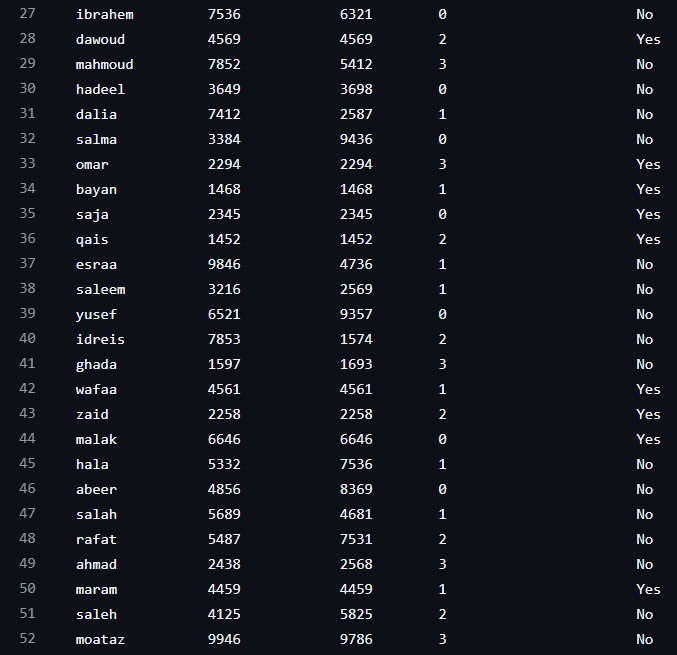 27 ibrahem 7536 6321 0 No
28 dawoud 4569 4569 2 Yes
29 mahmoud 7852 5412 3 No
30 hadeel 3649 3698 0 No
31 dalia 7412 2587 1 No
32 salma 3384 9436 0 No
33 omar 2294 2294 3 Yes
34 bayan 1468 1468 1 Yes
35 saja 2345 2345 0 Yes
36 qais 1452 1452 2 Yes
37 esraa 9846 4736 1 No
38 saleem 3216 2569 1 No
39 yusef 6521 9357 0 No
40 idreis 7853 1574 2 No
41 ghada 1597 1693 3 No
42 wafaa 4561 4561 1 Yes
43 zaid 2258 2258 2 Yes
44 malak 6646 6646 0 Yes
45 hala 5332 7536 1 No
46 abeer 4856 8369 0 No
47 salah 5689 4681 1 No
48 rafat 5487 7531 2 No
49 ahmad 2438 2568 3 No
50 maram 4459 4459 1 Yes
51 saleh 4125 5825 2 No
52 moataz 9946 9786 3 No